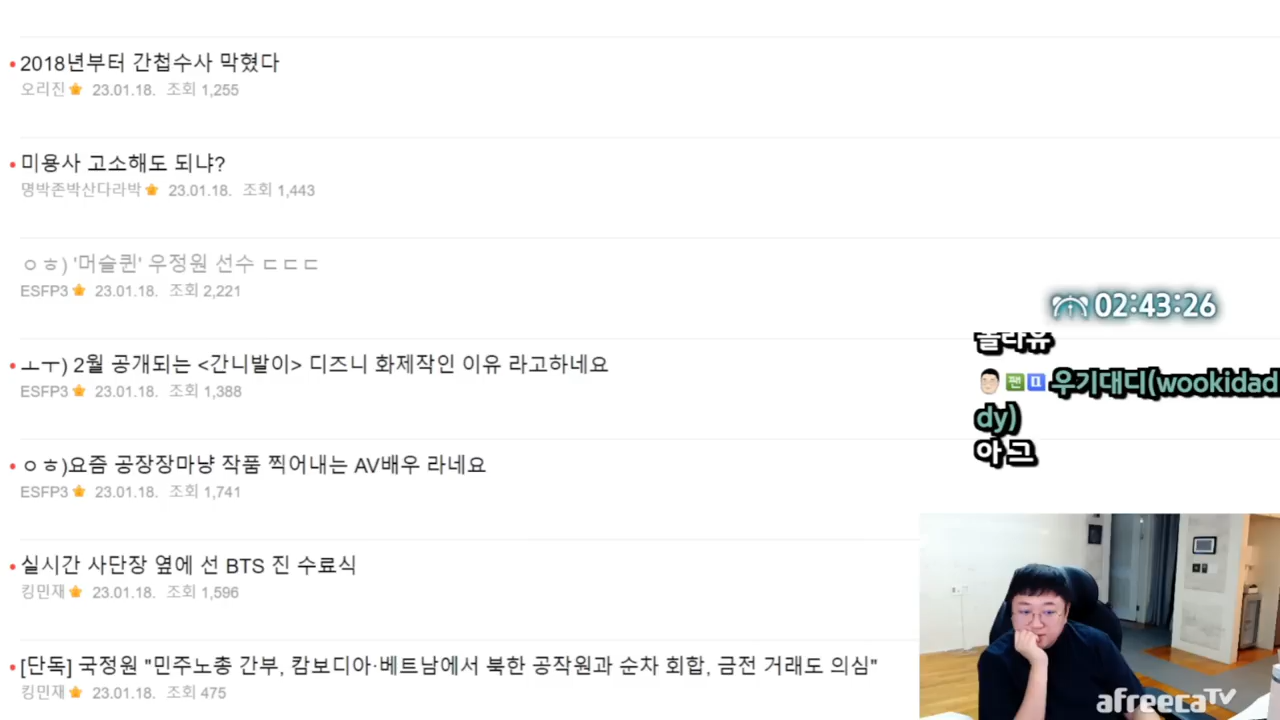 2018년부터 간첩수사 막혔다
오리진 23.01.18. 조회 1,255
미용사 고소해도 되냐?
명박존박산다라박 23.01.18. 조회 1,443
ㅇㅎ) '머슬퀸' 우정원 선수 ㄷㄷㄷ
ESFP3 23.01.18. 조회 2,221
ㅗㅜ) 2월 공개되는 <간니발이> 디즈니 화제작인 이유 라고하네요
ESFP3 23.01.18. 조회 1,388
ㅇㅎ)요즘 공장장마냥 작품 찍어내는 AV배우 라네요
ESFP3 23.01.18. 조회 1,741
실시간 사단장 옆에 선 BTS 진 수료식
킹민재 23.01.18. 조회 1,596
[단독] 국정원 "민주노총 간부, 캄보디아·베트남에서 북한 공작원과 순차 회합, 금전 거래도 의심"
킹민재 23.01.18. 조회 475
02:43:26
팬 우기대디(wookidad
dy)
아 그
afreecaTV